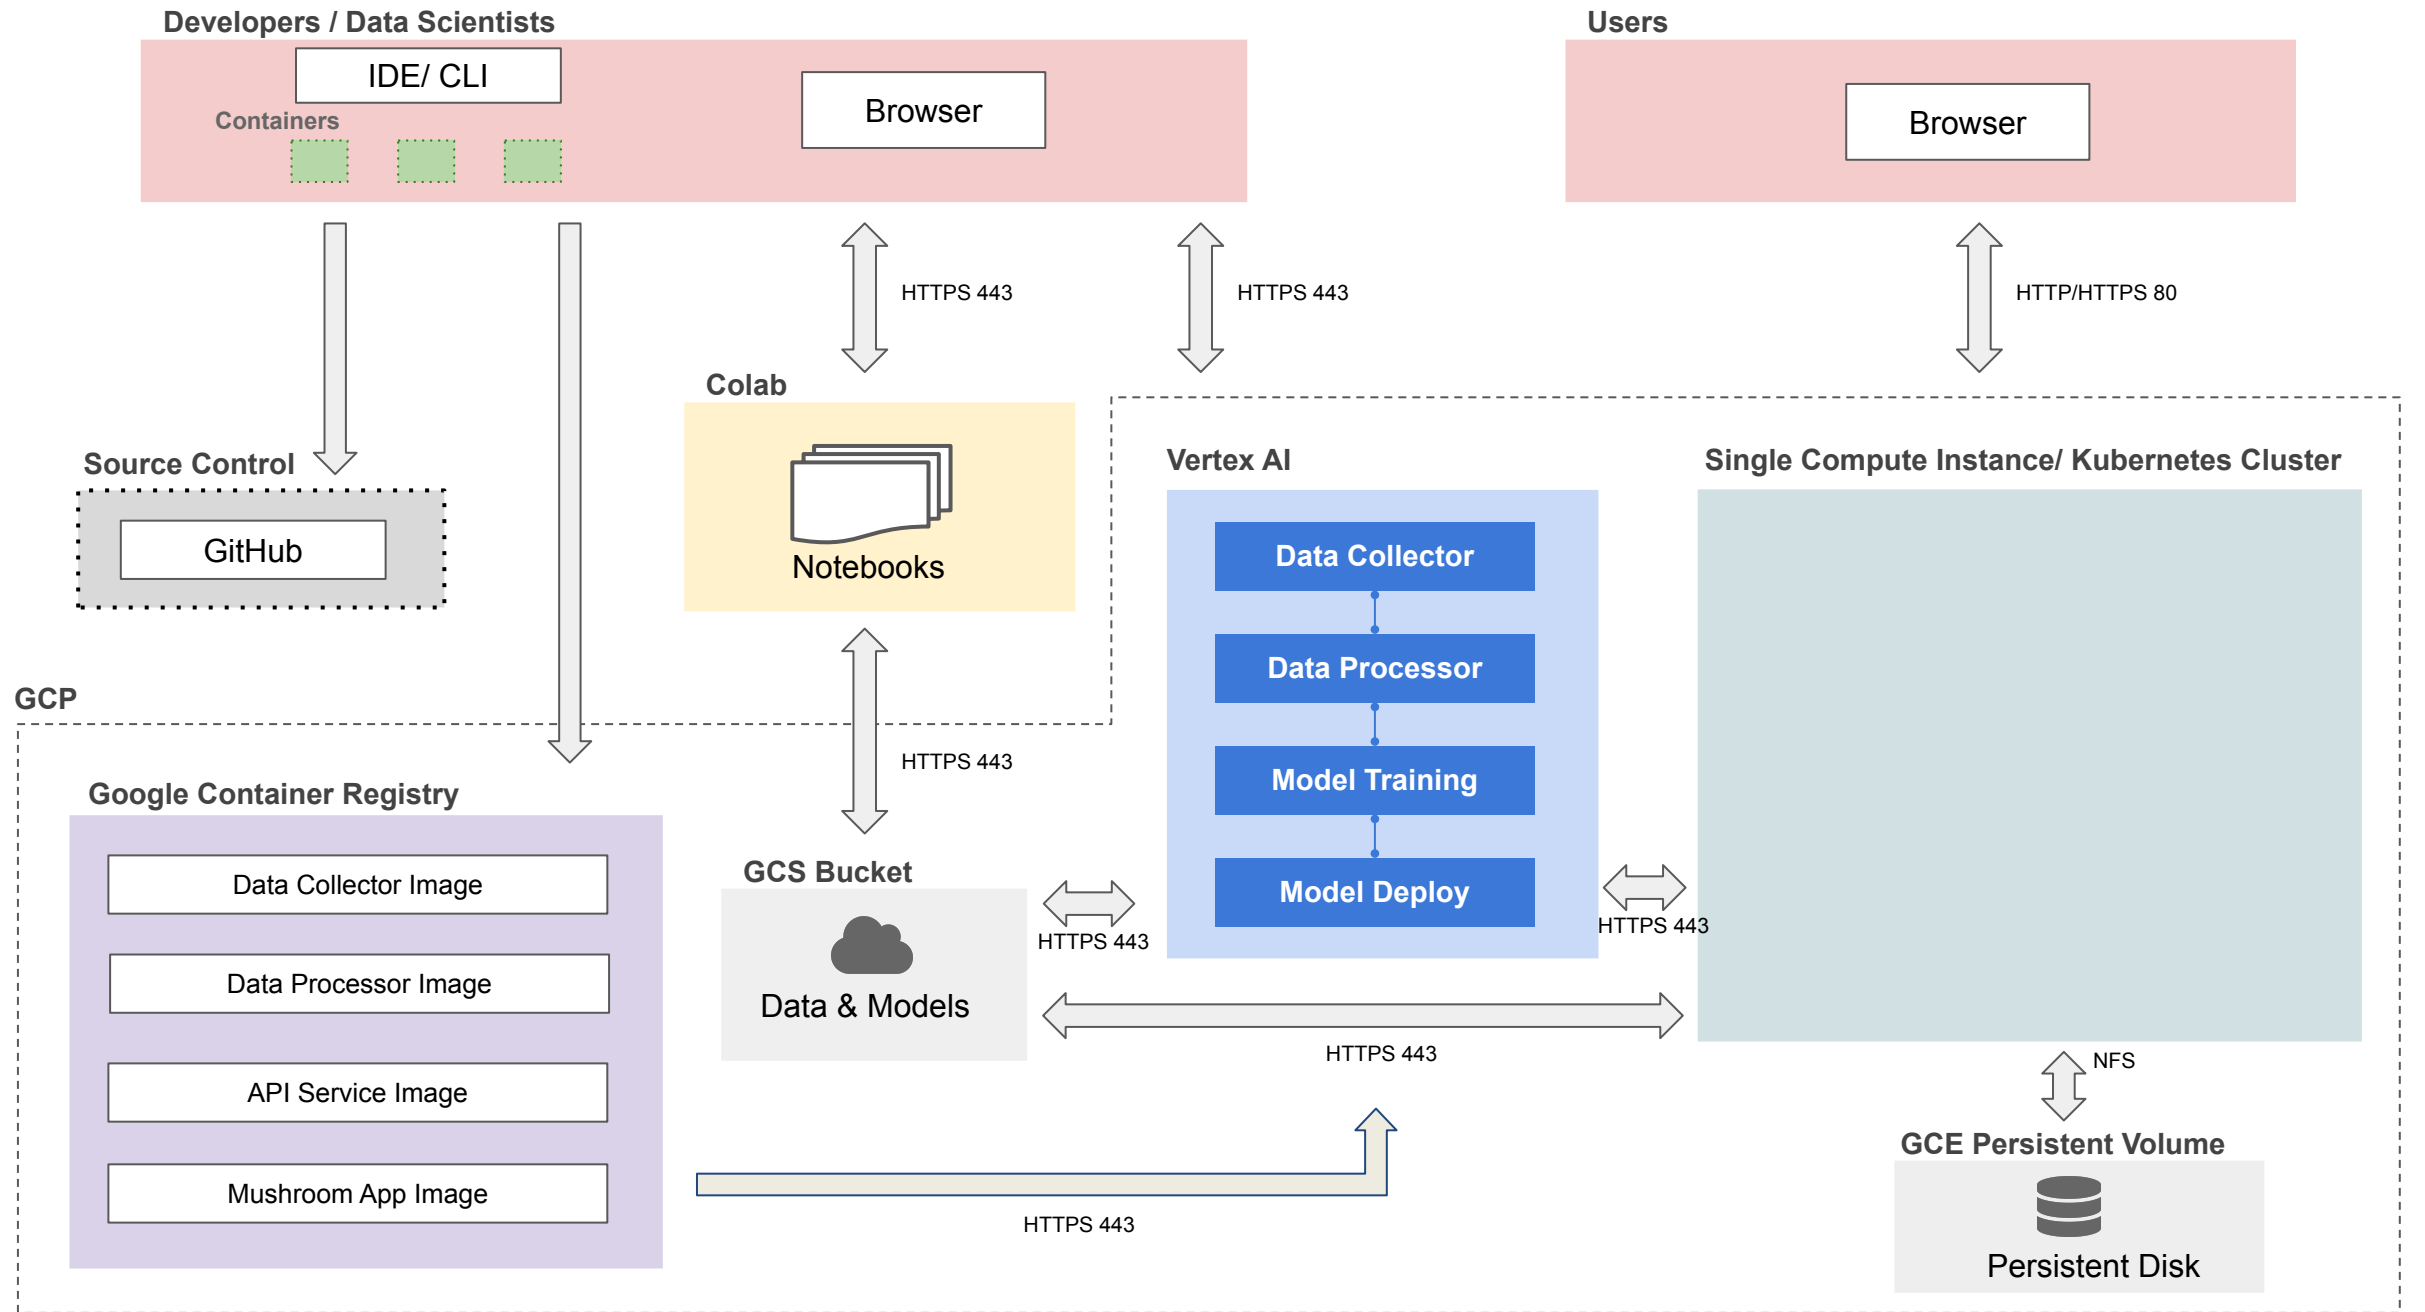 Developers / Data Scientists
Users
IDE/ CLI
Browser
Browser
Containers
HTTPS 443
HTTPS 443
HTTP/HTTPS 80
Colab
Source Control
Vertex AI
Single Compute Instance/ Kubernetes Cluster
GitHub
Notebooks
Data Collector
Data Processor
Model Training
Model Deploy
GCP
HTTPS 443
Google Container Registry
Data Collector Image
Data Processor Image
API Service Image
Mushroom App Image
GCS Bucket
Data & Models
HTTPS 443
HTTPS 443
HTTPS 443
NFS
GCE Persistent Volume
Persistent Disk
HTTPS 443